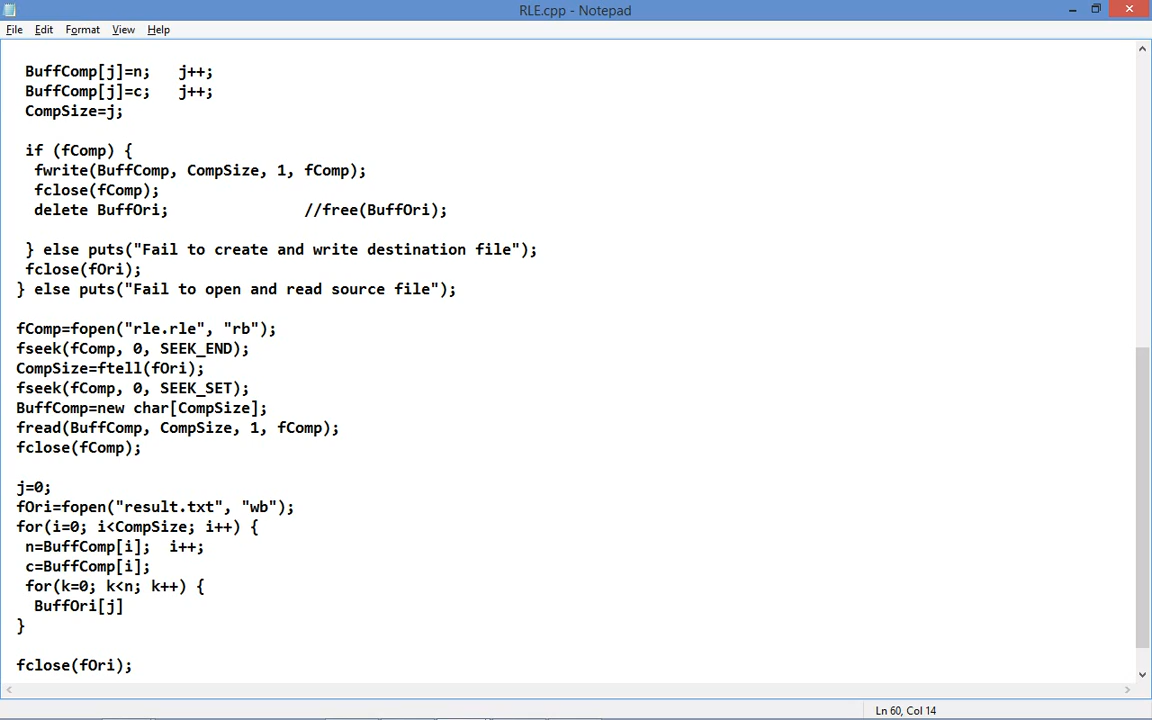 RLE.cpp - Notepad
File Edit Format View Help
BuffComp[j]=n;   j++;
BuffComp[j]=c;   j++;
CompSize=j;
if (fComp) {
fwrite(BuffComp, CompSize, 1, fComp);
fclose(fComp);
delete BuffOri;               //free(BuffOri);
} else puts("Fail to create and write destination file");
fclose(fOri);
} else puts("Fail to open and read source file");
fComp=fopen("rle.rle", "rb");
fseek(fComp, 0, SEEK_END);
CompSize=ftell(fOri);
fseek(fComp, 0, SEEK_SET);
BuffComp=new char[CompSize];
fread(BuffComp, CompSize, 1, fComp);
fclose(fComp);
j=0;
fOri=fopen("result.txt", "wb");
for(i=0; i<CompSize; i++) {
n=BuffComp[i];  i++;
c=BuffComp[i];
for(k=0; k<n; k++) {
BuffOri[j]
}
fclose(fOri);
Ln 60, Col 14